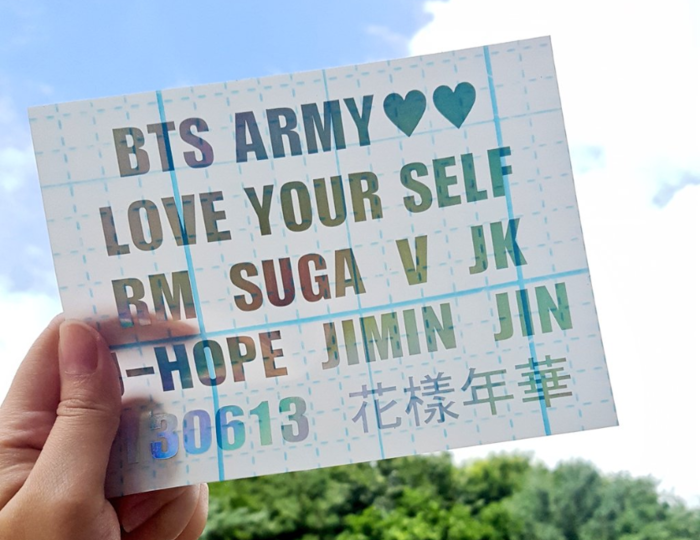 BTS ARMY♥♥
LOVE YOUR SELF
RM SUGA V JK
J-HOPE JIMIN JIN
130613 花樣年華